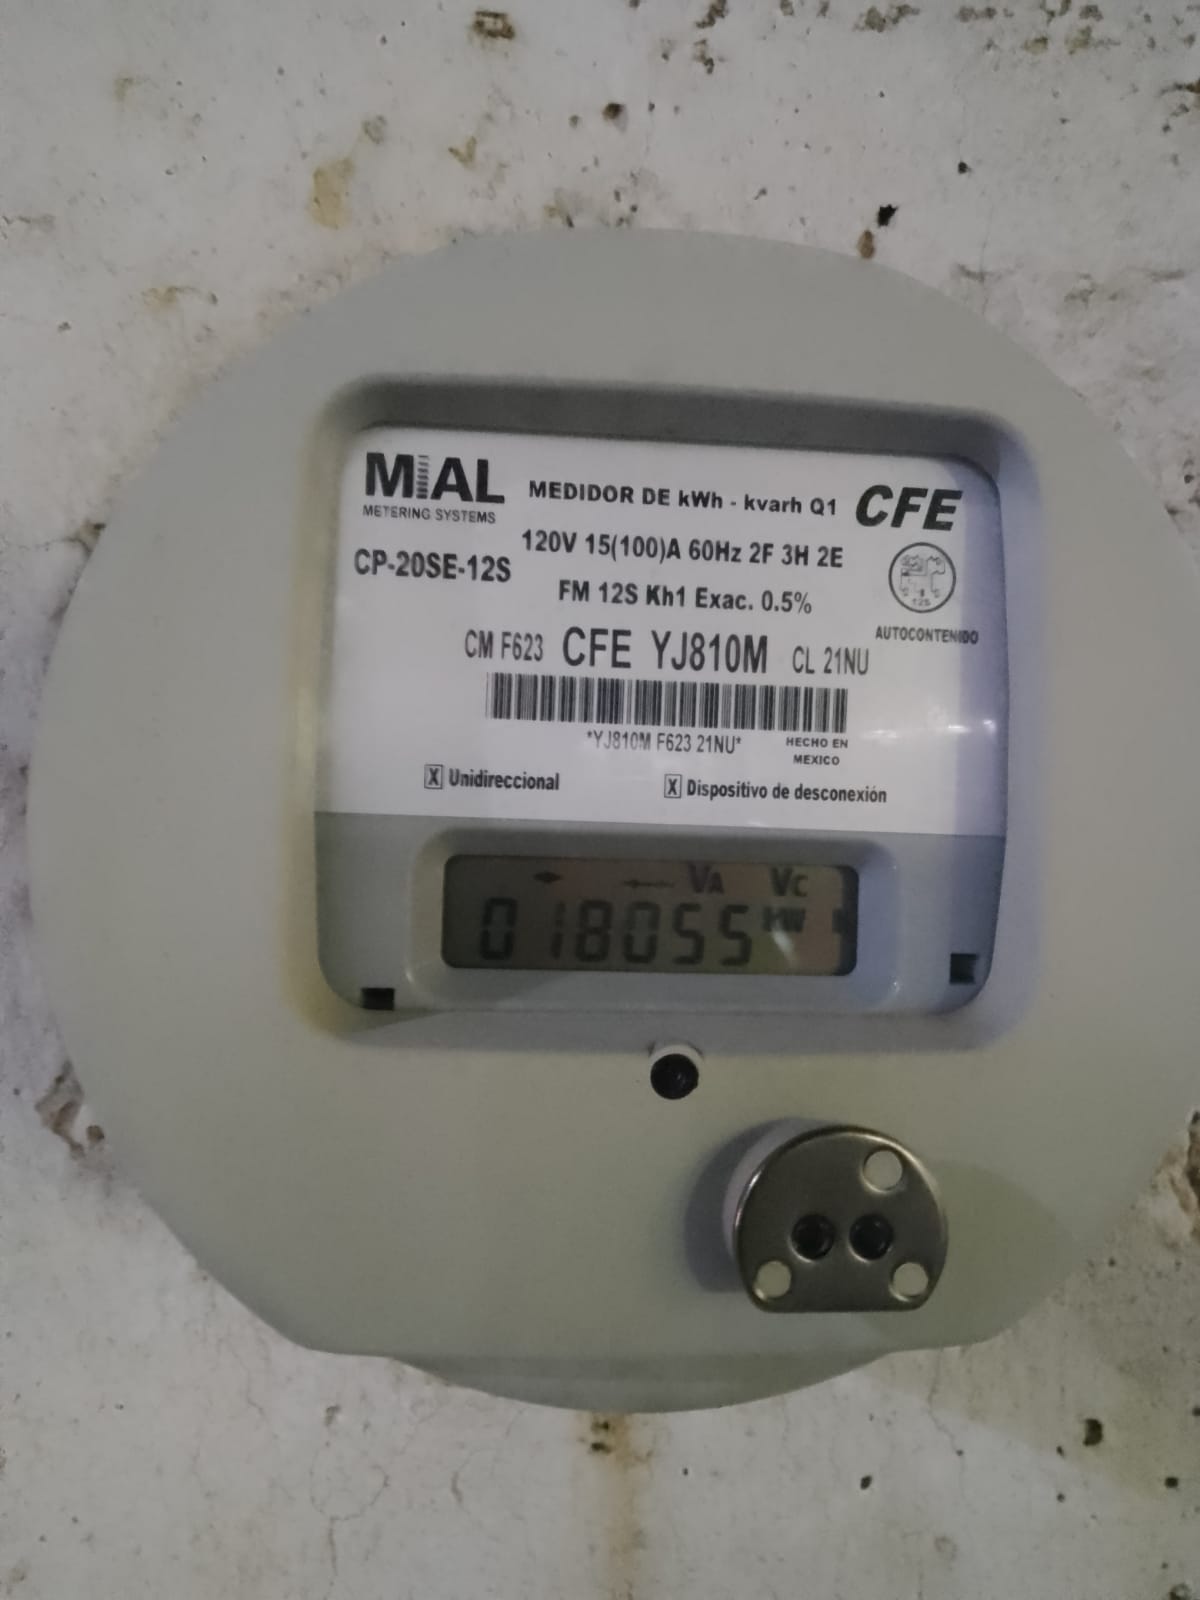 MIAL
METERING SYSTEMS
MEDIDOR DE kWh - kvarh Q1
CFE
120V 15(100)A 60Hz 2F 3H 2E
CP-20SE-12S
FM 12S Kh1 Exac. 0.5%
12S
AUTOCONTENIDO
CM F623 CFE YJ810M CL 21NU
*YJ810M F623 21NU*
HECHO EN
MEXICO
X Unidireccional
X Dispositivo de desconexión
VA VC
018055